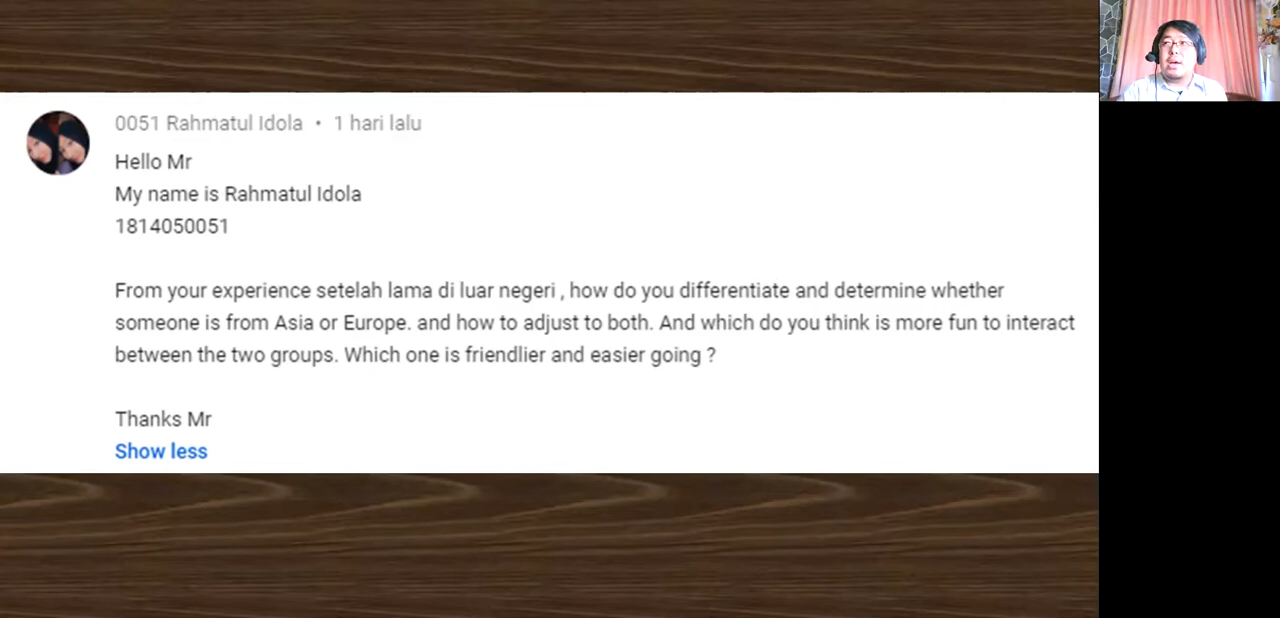 0051 Rahmatul Idola • 1 hari lalu
Hello Mr
My name is Rahmatul Idola
1814050051
From your experience setelah lama di luar negeri , how do you differentiate and determine whether
someone is from Asia or Europe. and how to adjust to both. And which do you think is more fun to interact
between the two groups. Which one is friendlier and easier going ?
Thanks Mr
Show less